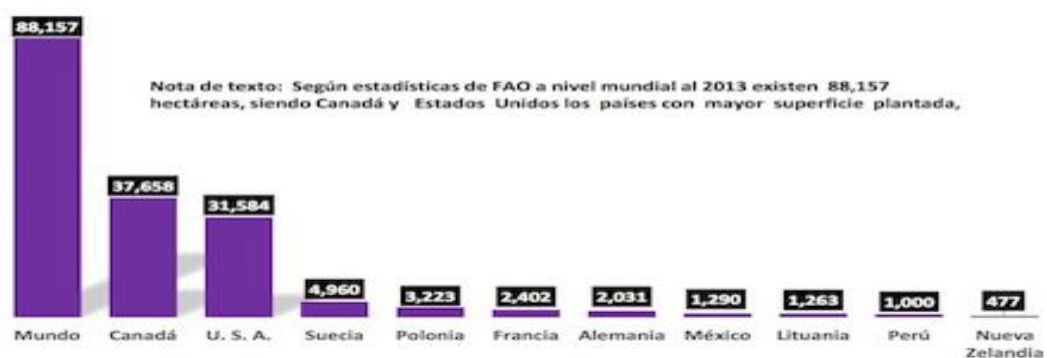 88,157
Nota de texto: Según estadísticas de FAO a nivel mundial al 2013 existen 88,157
hectáreas, siendo Canadá y Estados Unidos los países con mayor superficie plantada,
37,658
31,584
4,960
3,223
2,402
2,031
1,290
1,263
1,000
477
Mundo Canadá U. S. A. Suecia Polonia Francia Alemania México Lituania Perú Nueva
Zelandia